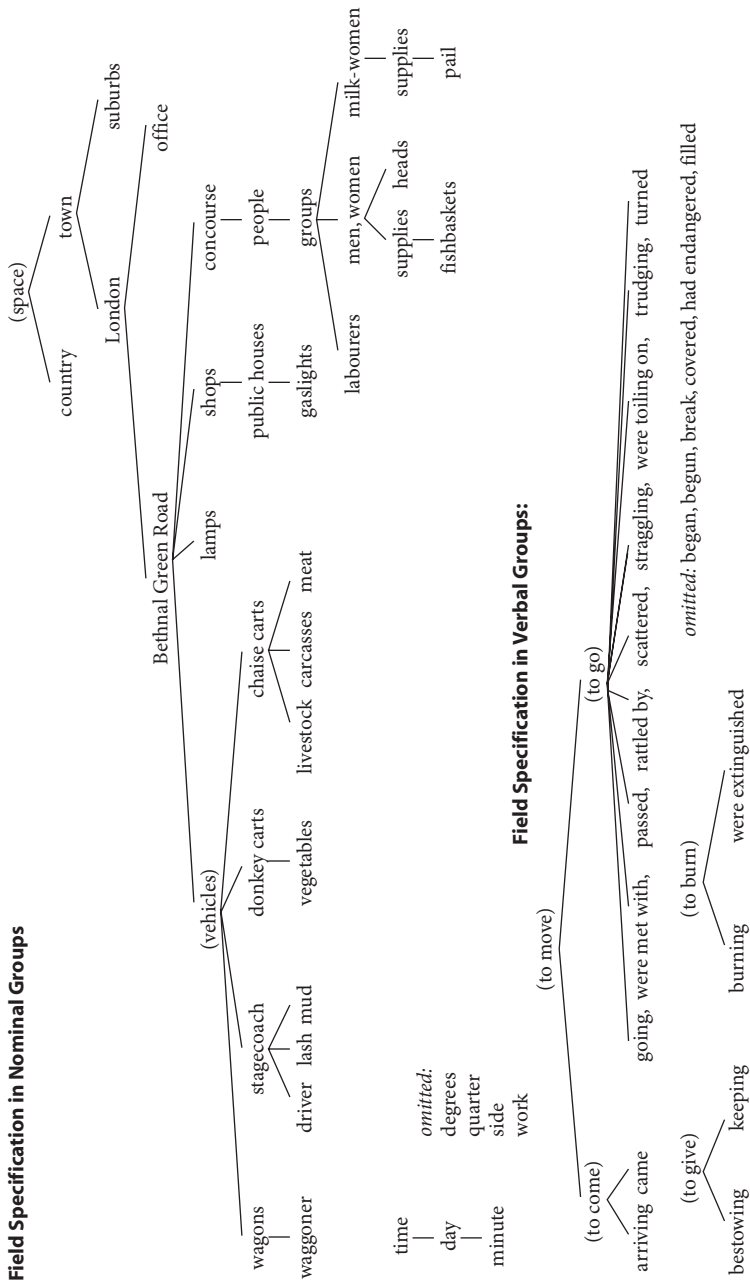 Field Specification in Nominal Groups
(space)
country town
London suburbs
Bethnal Green Road office
(vehicles) lamps shops concourse
wagons stagecoach donkey carts chaise carts public houses people
waggoner driver lash mud vegetables livestock carcasses meat gaslights groups
labourers men, women milk-women
supplies heads supplies
fishbaskets pail
time
day
minute
omitted:
degrees
quarter
side
work
Field Specification in Verbal Groups:
(to move)
(to come) (to go)
arriving came going, were met with, passed, rattled by, scattered, straggling, were toiling on, trudging, turned
(to give) (to burn) omitted: began, begun, break, covered, had endangered, filled
bestowing keeping burning were extinguished